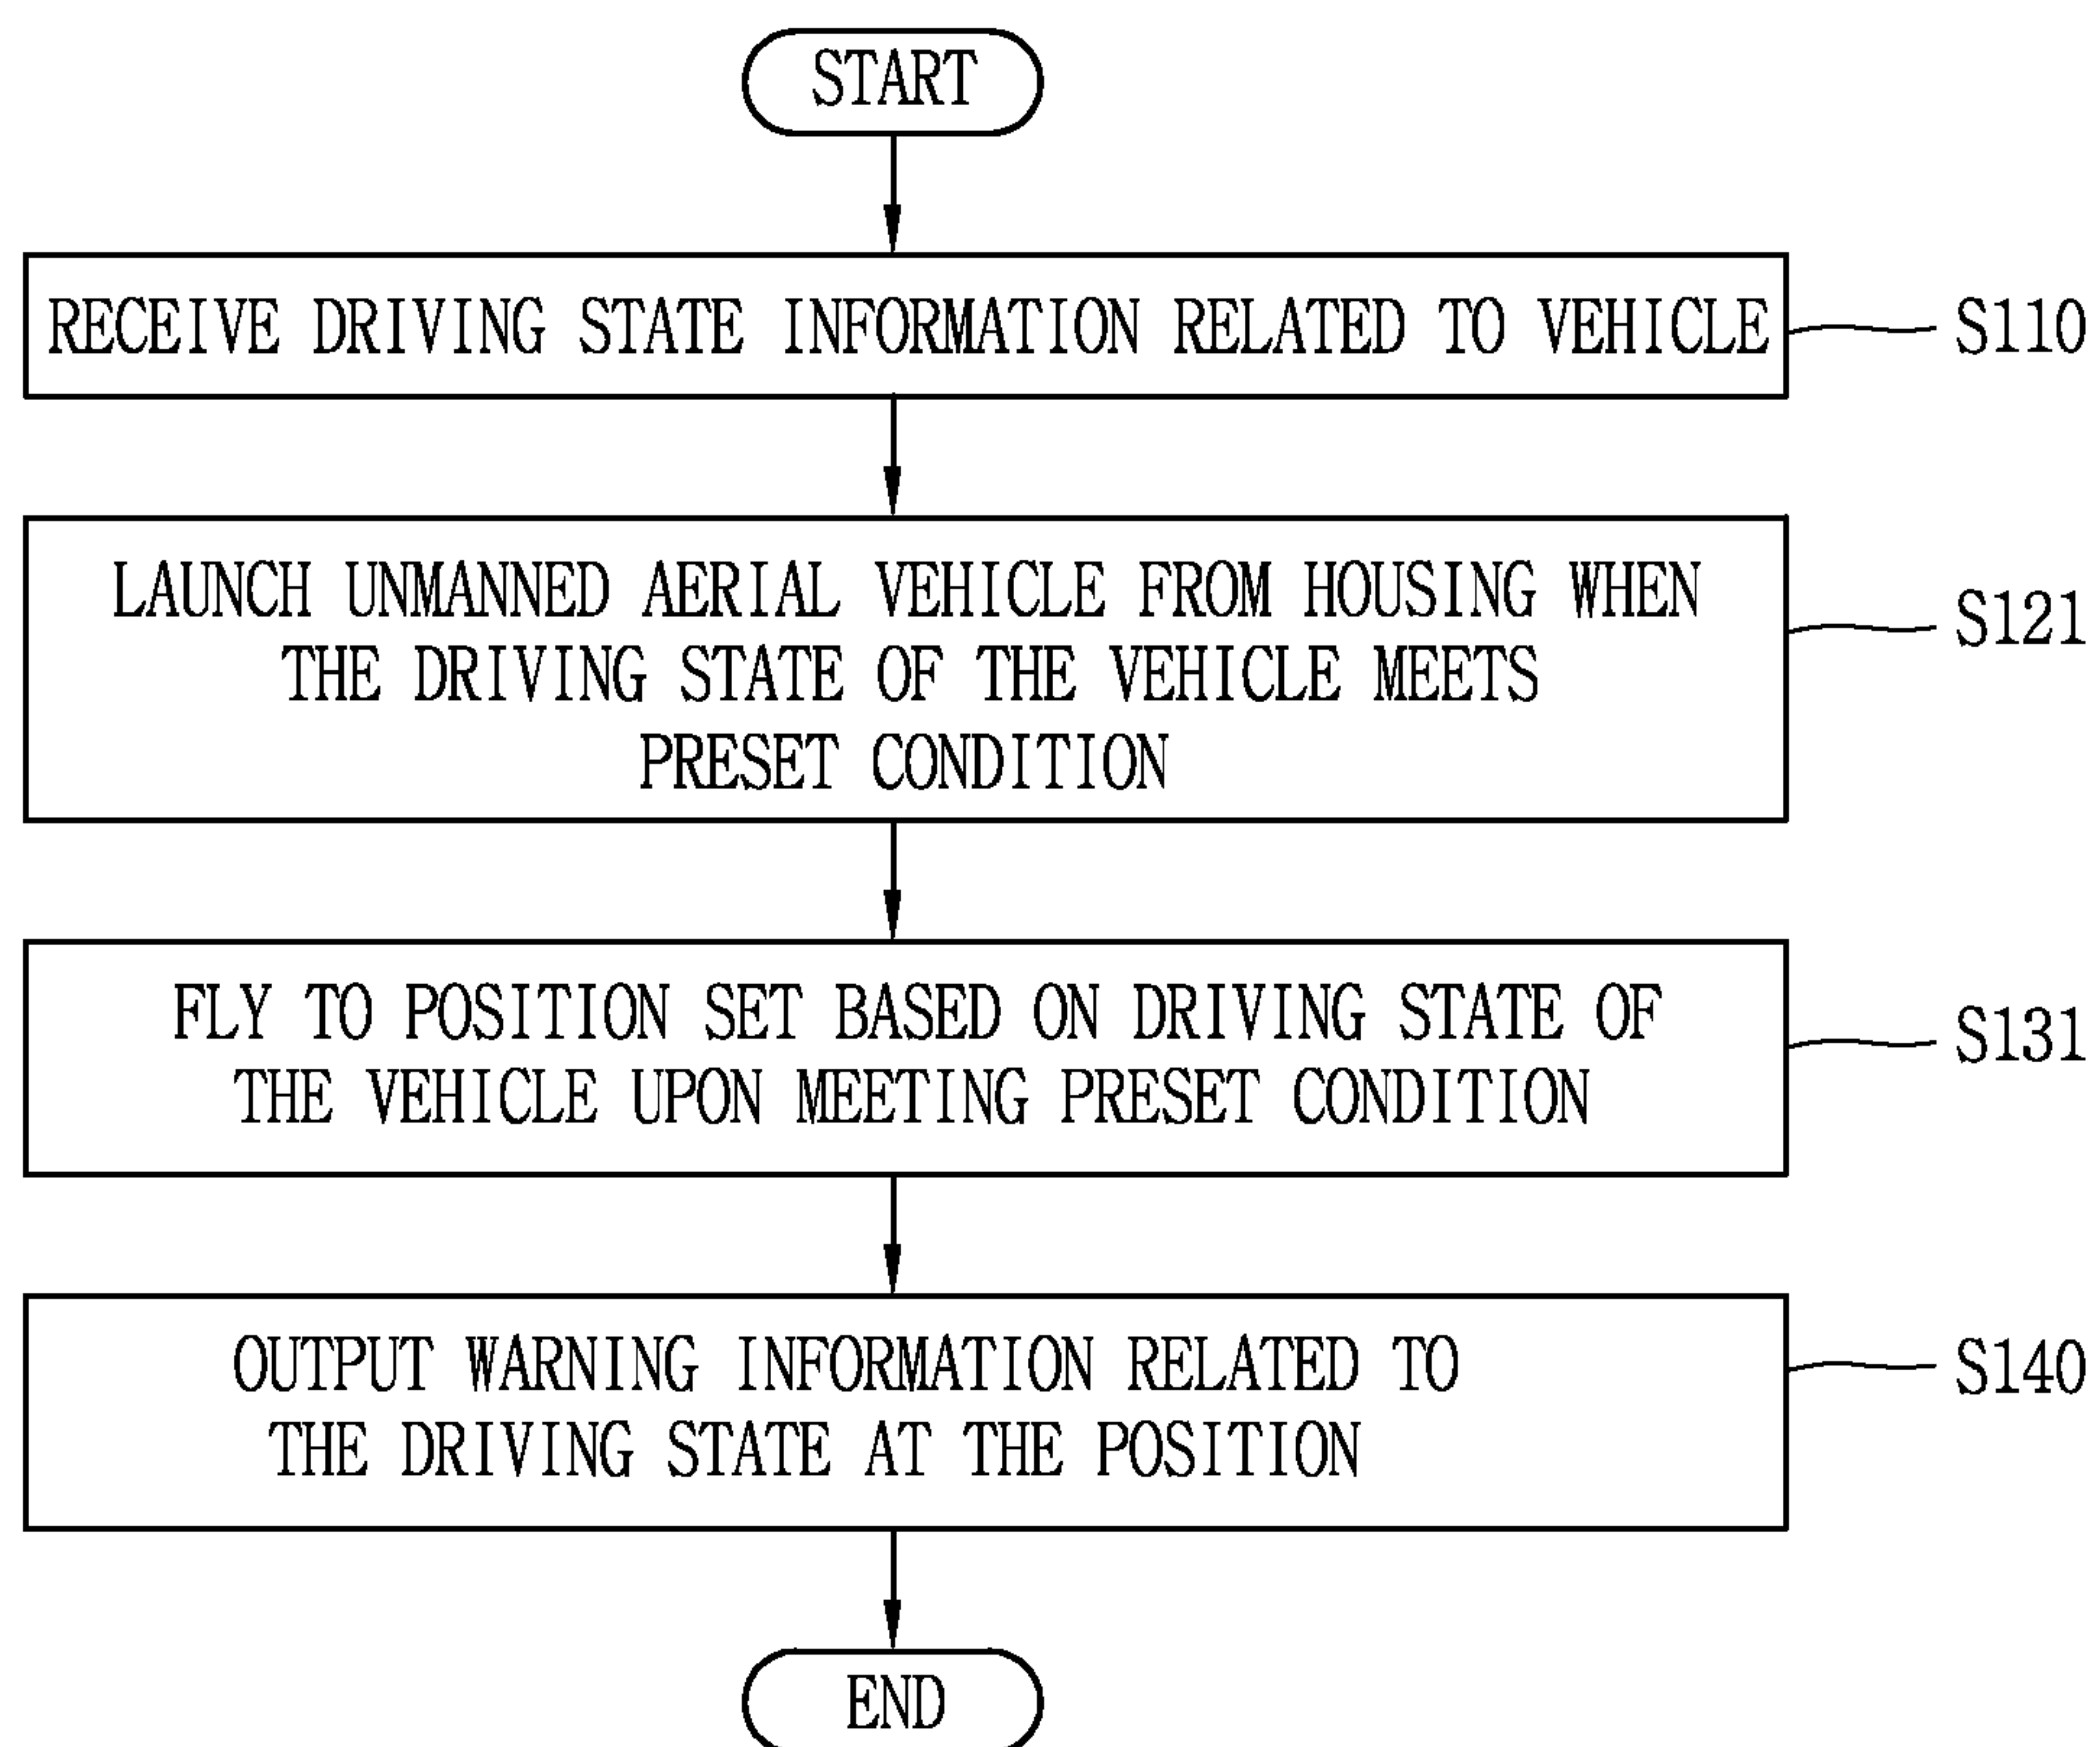 START
RECEIVE DRIVING STATE INFORMATION RELATED TO VEHICLE
S110
LAUNCH UNMANNED AERIAL VEHICLE FROM HOUSING WHEN
THE DRIVING STATE OF THE VEHICLE MEETS
PRESET CONDITION
S121
FLY TO POSITION SET BASED ON DRIVING STATE OF
THE VEHICLE UPON MEETING PRESET CONDITION
S131
OUTPUT WARNING INFORMATION RELATED TO
THE DRIVING STATE AT THE POSITION
S140
END